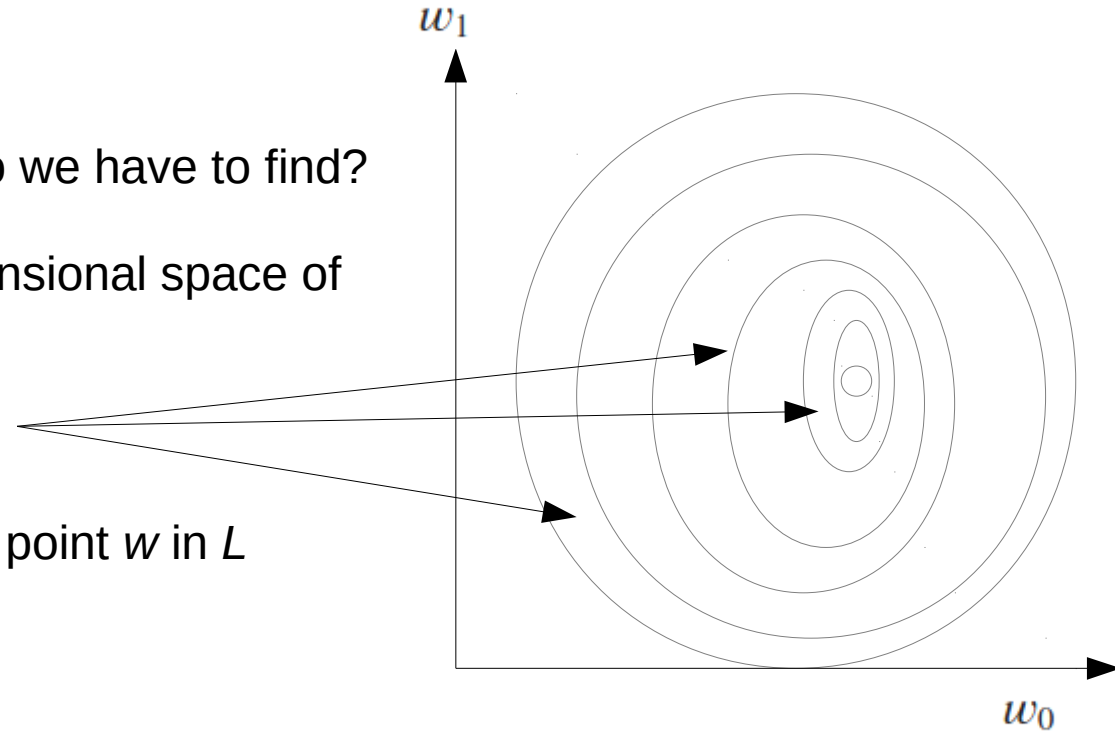 w₁
we have to find?
nsional space of
point w in L
w₀